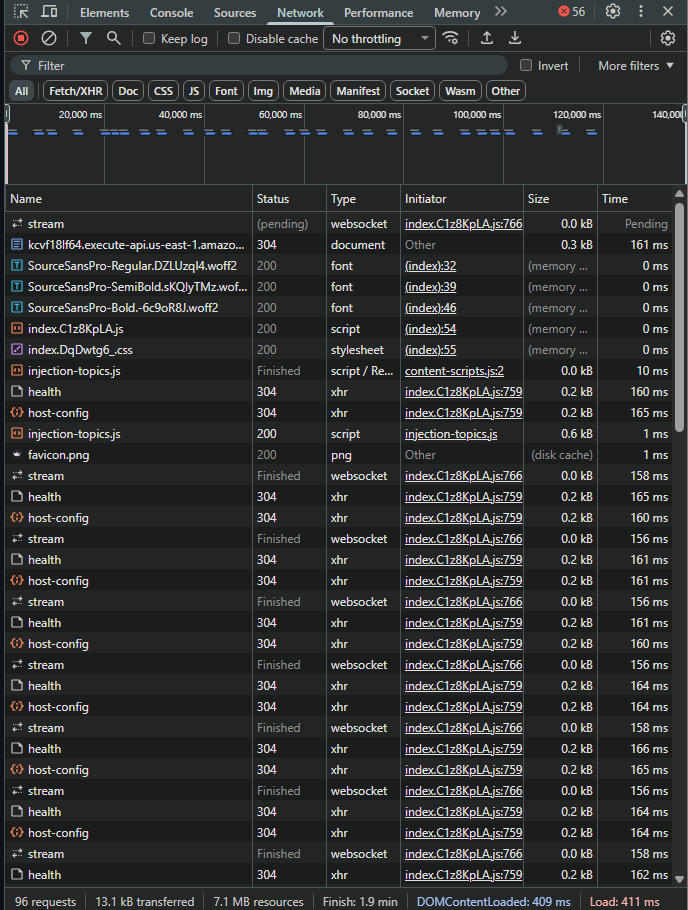 Elements Console Sources Network Performance Memory 56
Keep log Disable cache No throttling
Filter Invert More filters
All Fetch/XHR Doc CSS JS Font Img Media Manifest Socket Wasm Other
20,000 ms 40,000 ms 60,000 ms 80,000 ms 100,000 ms 120,000 ms 140,00
Name Status Type Initiator Size Time
stream (pending) websocket index.C1z8KpLA.js:766 0.0 kB Pending
kcvf18lf64.execute-api.us-east-1.amazo... 304 document Other 0.3 kB 161 ms
SourceSansPro-Regular.DZLUzqI4.woff2 200 font (index):32 (memory ... 0 ms
SourceSansPro-SemiBold.sKQIyTMz.wof... 200 font (index):39 (memory ... 0 ms
SourceSansPro-Bold.-6c9oR8J.woff2 200 font (index):46 (memory ... 0 ms
index.C1z8KpLA.js 200 script (index):54 (memory ... 0 ms
index.DqDwtg6_.css 200 stylesheet (index):55 (memory ... 0 ms
injection-topics.js Finished script / Re... content-scripts.js:2 0.0 kB 10 ms
health 304 xhr index.C1z8KpLA.js:759 0.2 kB 160 ms
host-config 304 xhr index.C1z8KpLA.js:759 0.2 kB 165 ms
injection-topics.js 200 script injection-topics.js 0.6 kB 1 ms
favicon.png 200 png Other (disk cache) 1 ms
stream Finished websocket index.C1z8KpLA.js:766 0.0 kB 158 ms
health 304 xhr index.C1z8KpLA.js:759 0.2 kB 165 ms
host-config 304 xhr index.C1z8KpLA.js:759 0.2 kB 160 ms
stream Finished websocket index.C1z8KpLA.js:766 0.0 kB 156 ms
health 304 xhr index.C1z8KpLA.js:759 0.2 kB 161 ms
host-config 304 xhr index.C1z8KpLA.js:759 0.2 kB 161 ms
stream Finished websocket index.C1z8KpLA.js:766 0.0 kB 156 ms
health 304 xhr index.C1z8KpLA.js:759 0.2 kB 161 ms
host-config 304 xhr index.C1z8KpLA.js:759 0.2 kB 160 ms
stream Finished websocket index.C1z8KpLA.js:766 0.0 kB 156 ms
health 304 xhr index.C1z8KpLA.js:759 0.2 kB 164 ms
host-config 304 xhr index.C1z8KpLA.js:759 0.2 kB 164 ms
stream Finished websocket index.C1z8KpLA.js:766 0.0 kB 158 ms
health 304 xhr index.C1z8KpLA.js:759 0.2 kB 166 ms
host-config 304 xhr index.C1z8KpLA.js:759 0.2 kB 165 ms
stream Finished websocket index.C1z8KpLA.js:766 0.0 kB 156 ms
health 304 xhr index.C1z8KpLA.js:759 0.2 kB 164 ms
host-config 304 xhr index.C1z8KpLA.js:759 0.2 kB 164 ms
stream Finished websocket index.C1z8KpLA.js:766 0.0 kB 158 ms
health 304 xhr index.C1z8KpLA.js:759 0.2 kB 162 ms
96 requests 13.1 kB transferred 7.1 MB resources Finish: 1.9 min DOMContentLoaded: 409 ms Load: 411 ms